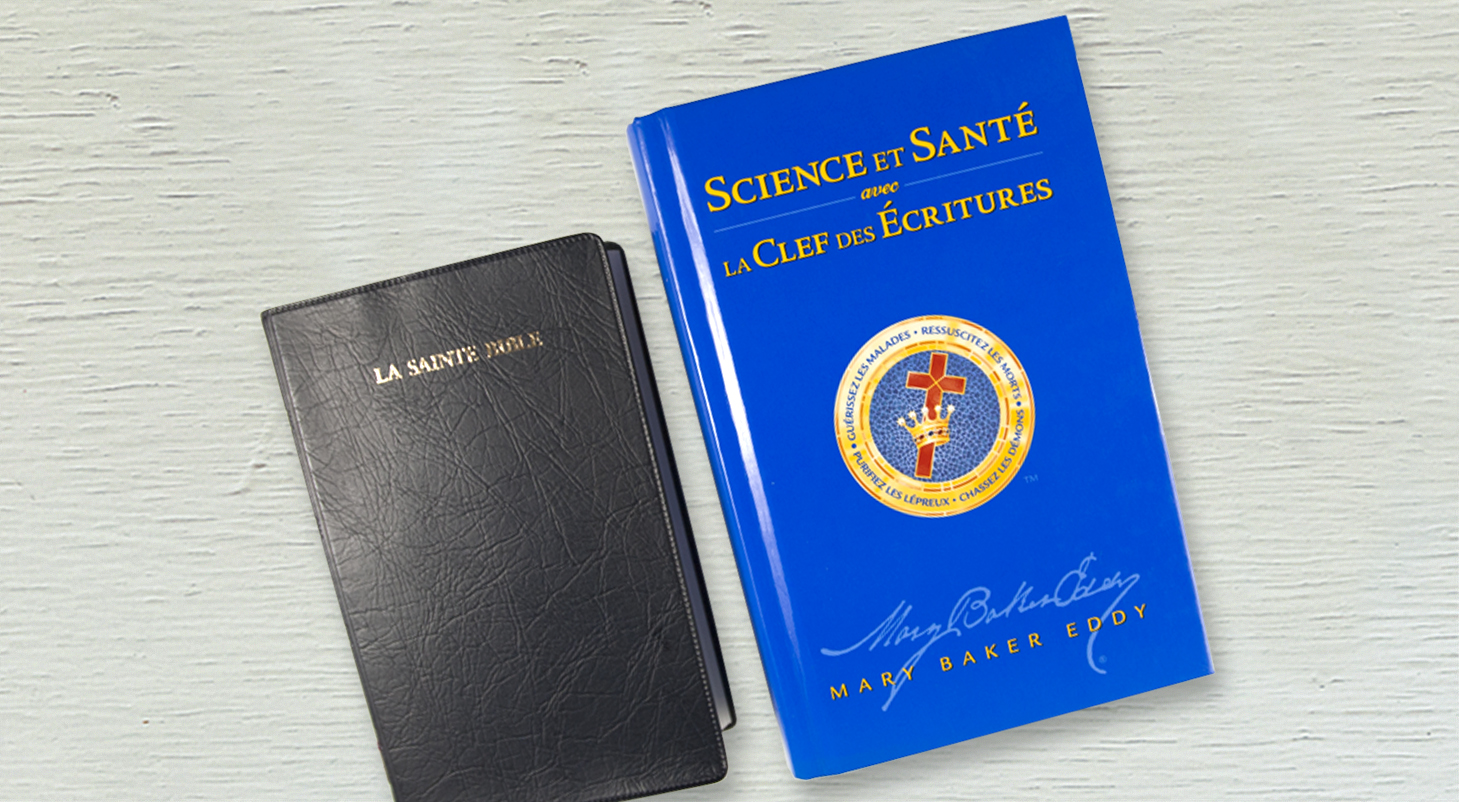 LA SAINTE BIBLE
SCIENCE ET SANTÉ
avec
LA CLEF DES ÉCRITURES
GUÉRISSEZ LES MALADES • RESSUSCITEZ LES MORTS • CHASSEZ LES DÉMONS • PURIFIEZ LES LÉPREUX •
TM
Mary Baker Eddy
®
MARY BAKER EDDY